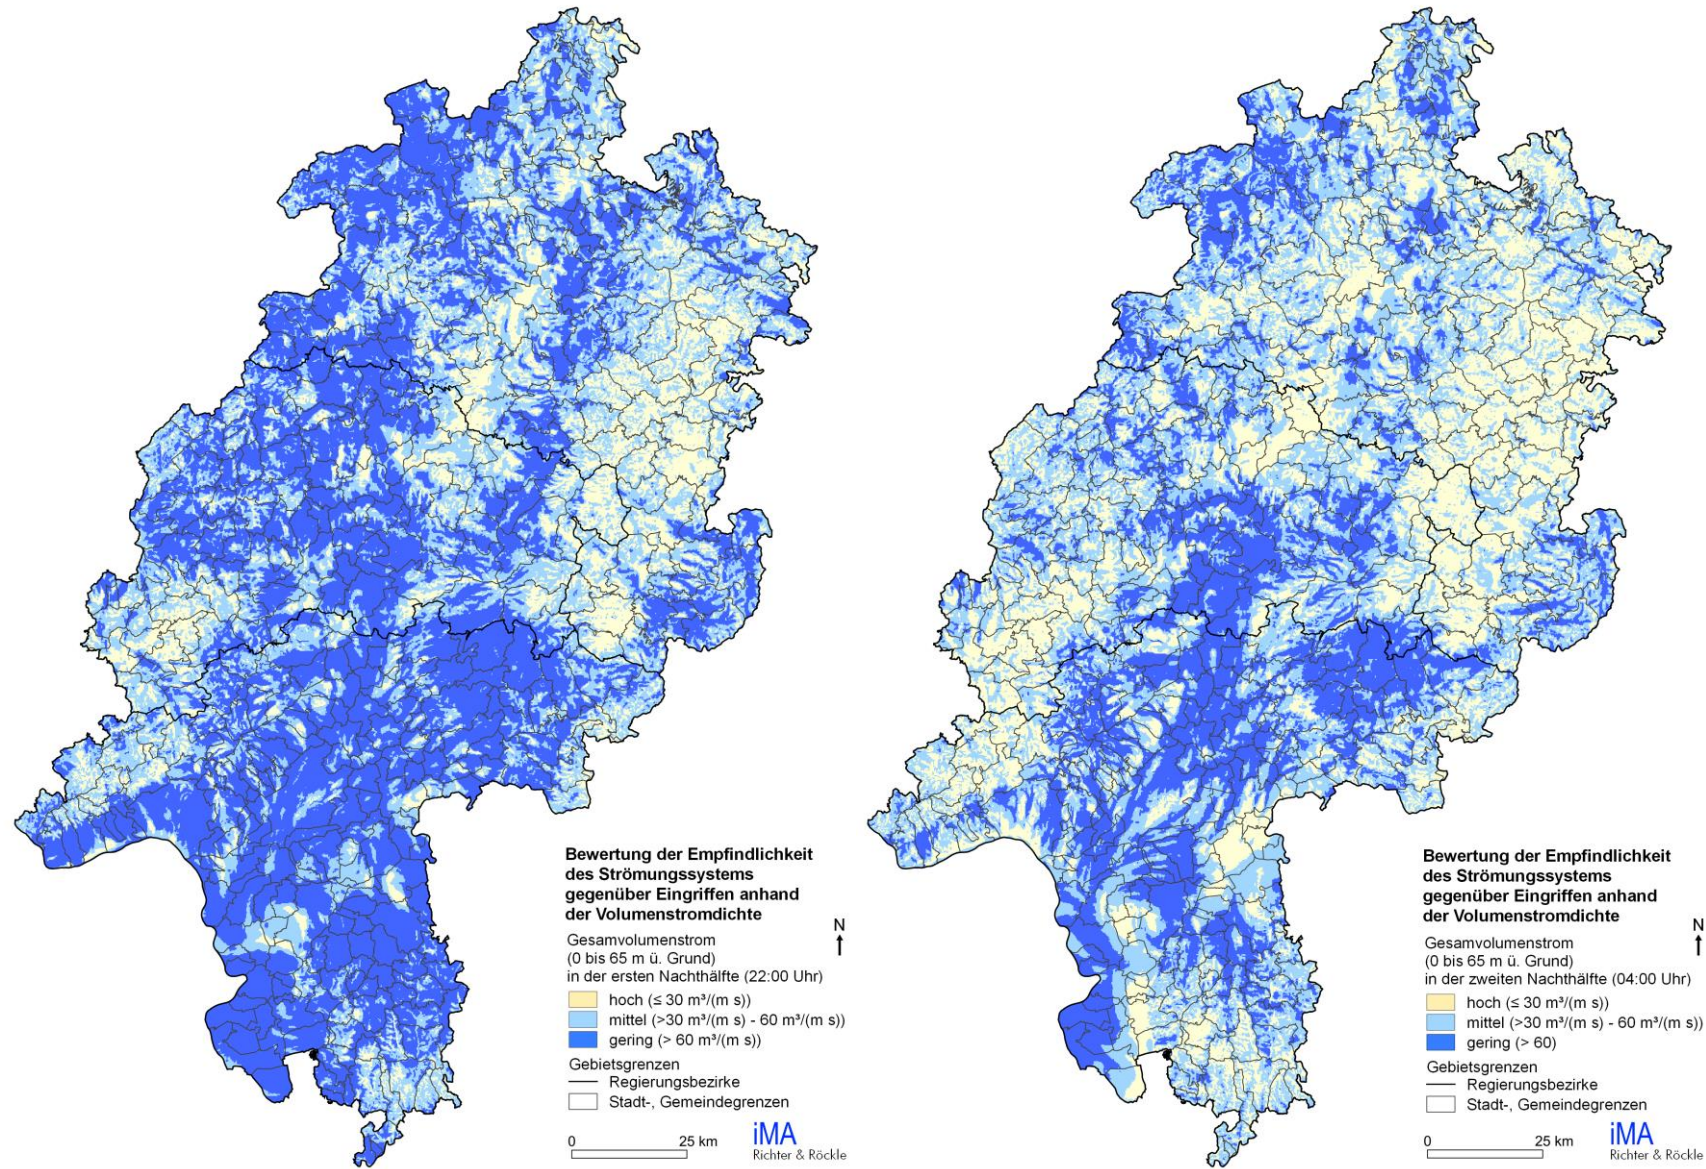 Bewertung der Empfindlichkeit
des Strömungssystems
gegenüber Eingriffen anhand
der Volumenstromdichte
Gesamvolumenstrom
(0 bis 65 m ü. Grund)
in der ersten Nachthälfte (22:00 Uhr)
hoch (≤ 30 m³/(m s))
mittel (>30 m³/(m s) - 60 m³/(m s))
gering (> 60 m³/(m s))
Gebietsgrenzen
Regierungsbezirke
Stadt-, Gemeindegrenzen
N
0 25 km
iMA
Richter & Röckle
Bewertung der Empfindlichkeit
des Strömungssystems
gegenüber Eingriffen anhand
der Volumenstromdichte
Gesamvolumenstrom
(0 bis 65 m ü. Grund)
in der zweiten Nachthälfte (04:00 Uhr)
hoch (≤ 30 m³/(m s))
mittel (>30 m³/(m s) - 60 m³/(m s))
gering (> 60)
Gebietsgrenzen
Regierungsbezirke
Stadt-, Gemeindegrenzen
N
0 25 km
iMA
Richter & Röckle